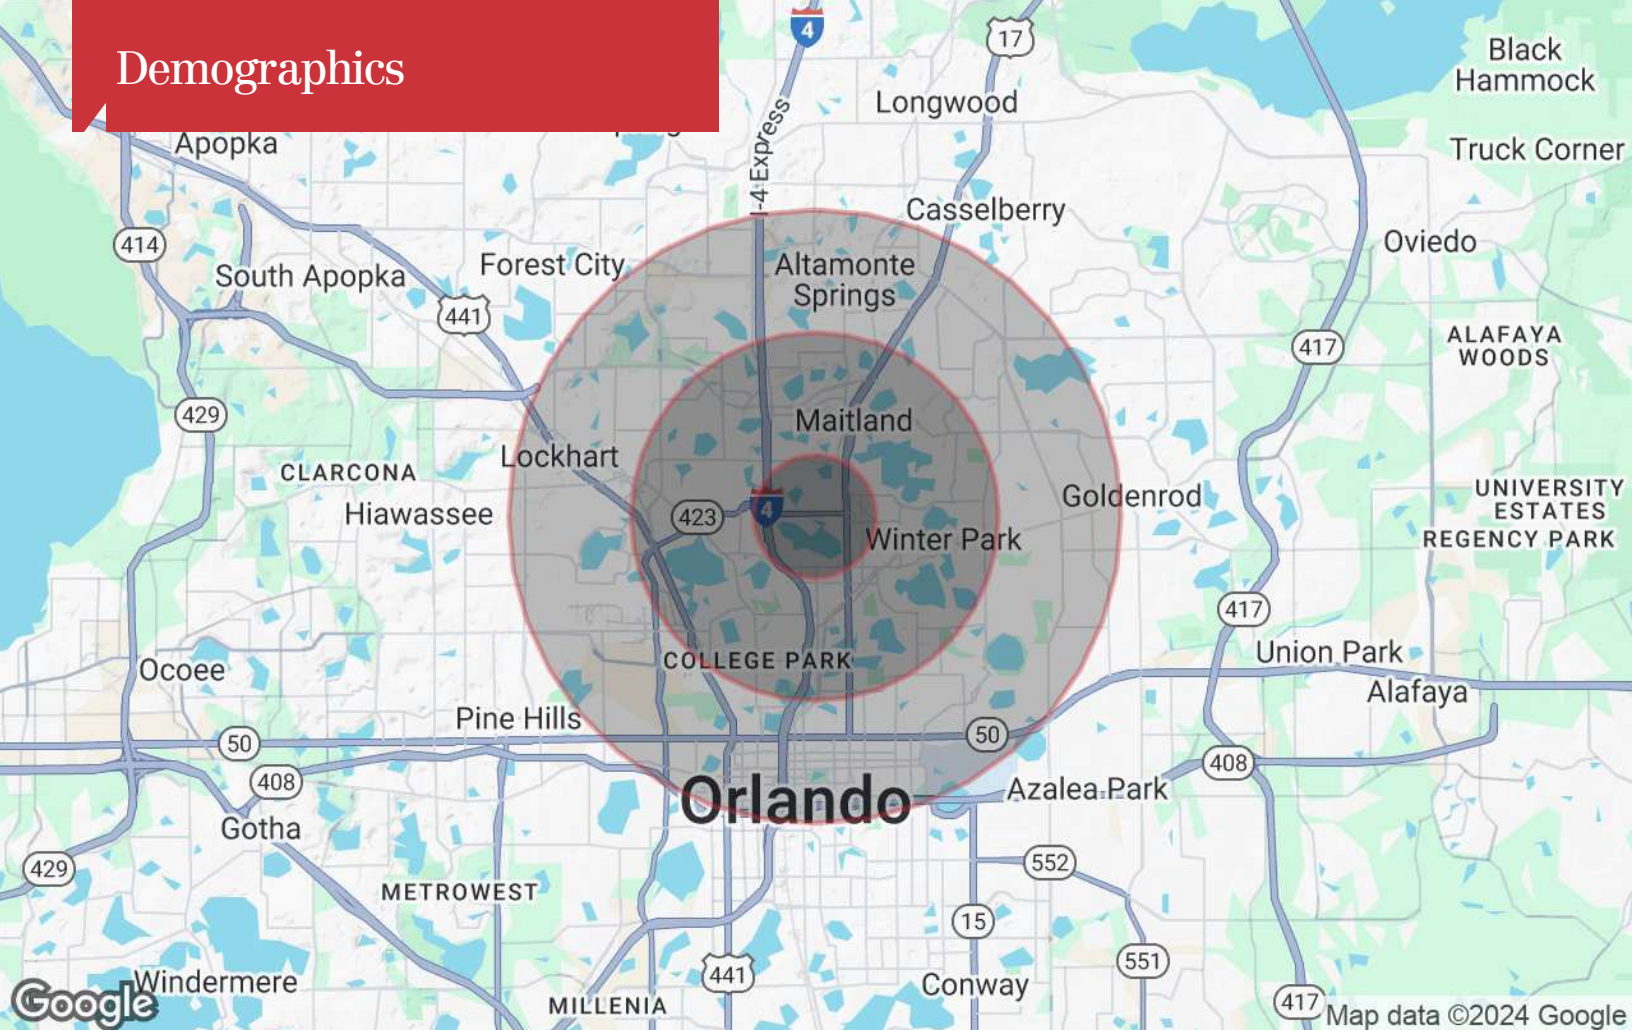 Demographics
4
17
Black
Hammock
Longwood
Truck Corner
Apopka
I-4 Express
Casselberry
414
Oviedo
Forest City
Altamonte
Springs
South Apopka
441
417
ALAFAYA
WOODS
429
Maitland
Lockhart
CLARCONA
Goldenrod
UNIVERSITY
ESTATES
Hiawassee
423
4
Winter Park
REGENCY PARK
417
Union Park
COLLEGE PARK
Ocoee
Alafaya
Pine Hills
50
50
408
408
Orlando
Azalea Park
Gotha
429
552
METROWEST
15
551
441
Windermere
Conway
Google
MILLENIA
417
Map data ©2024 Google